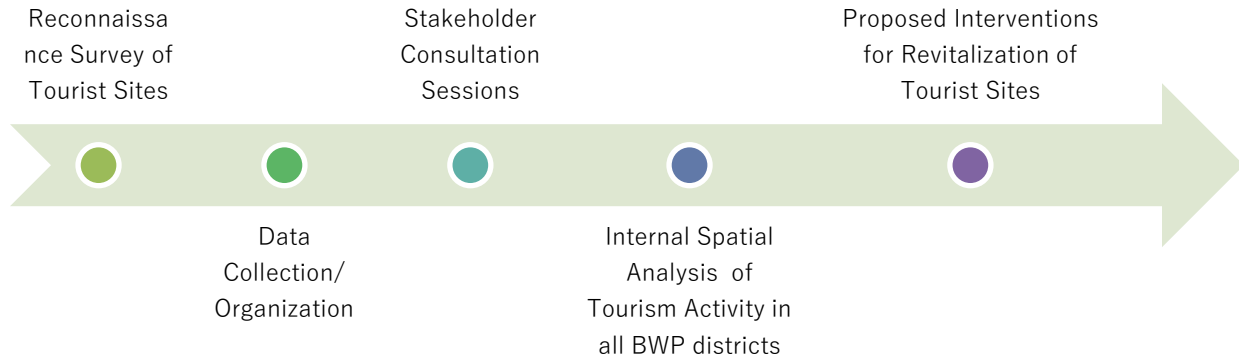 Reconnaissa
nce Survey of
Tourist Sites
Data
Collection/
Organization
Stakeholder
Consultation
Sessions
Internal Spatial
Analysis  of
Tourism Activity in
all BWP districts
Proposed Interventions
for Revitalization of
Tourist Sites